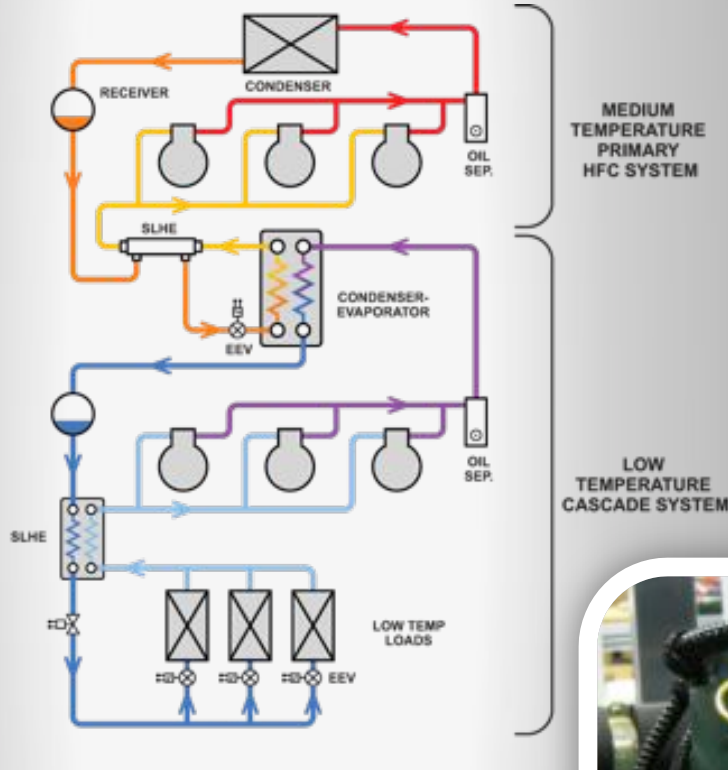 RECEIVER
CONDENSER
OIL
SEP.
MEDIUM
TEMPERATURE
PRIMARY
HFC SYSTEM
SLHE
CONDENSER-
EVAPORATOR
EEV
OIL
SEP.
LOW
TEMPERATURE
CASCADE SYSTEM
SLHE
LOW TEMP
LOADS
EEV